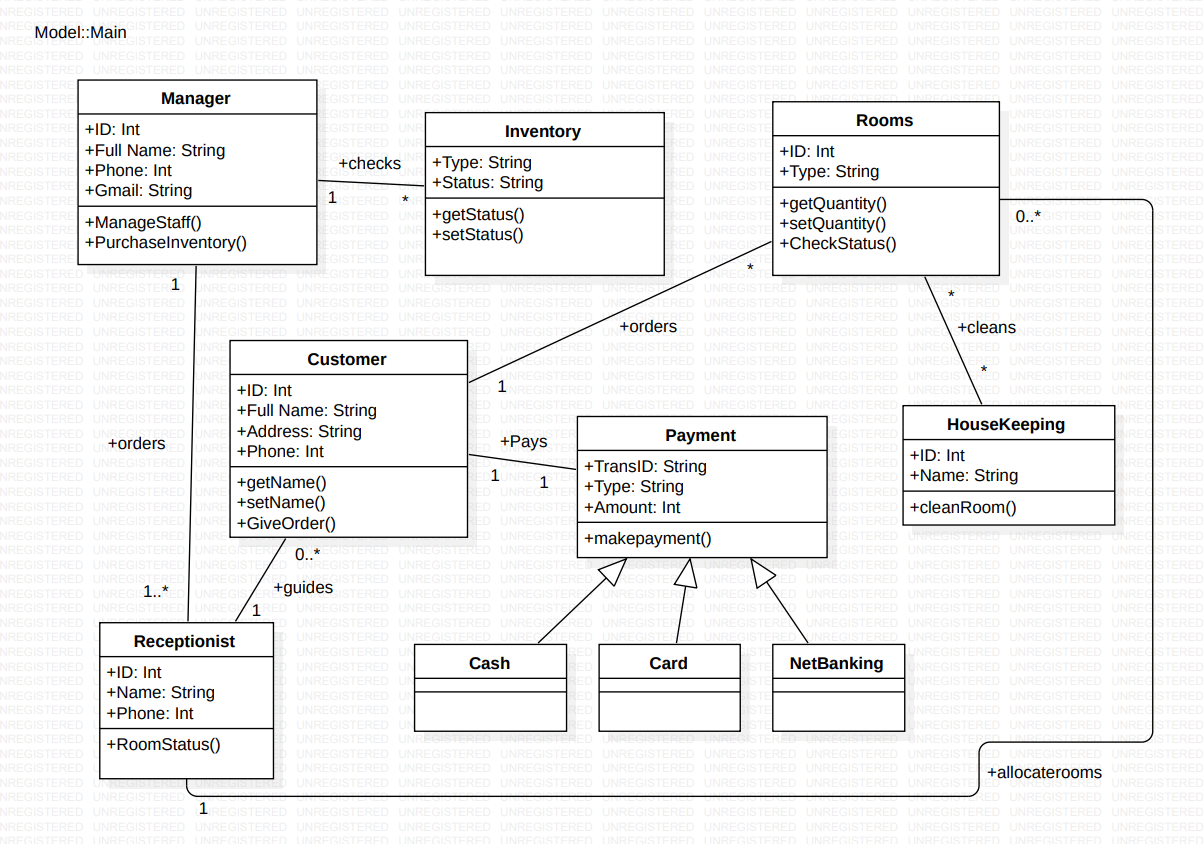 Model::Main
Manager
+ID: Int
+Full Name: String
+Phone: Int
+Gmail: String
+ManageStaff()
+PurchaseInventory()
+checks
1
*
Inventory
+Type: String
+Status: String
+getStatus()
+setStatus()
Rooms
+ID: Int
+Type: String
+getQuantity()
+setQuantity()
+CheckStatus()
0..*
*
+orders
1
*
+cleans
*
1
+orders
1..*
Customer
+ID: Int
+Full Name: String
+Address: String
+Phone: Int
+getName()
+setName()
+GiveOrder()
+Pays
1
1
Payment
+TransID: String
+Type: String
+Amount: Int
+makepayment()
HouseKeeping
+ID: Int
+Name: String
+cleanRoom()
0..*
+guides
1
Receptionist
+ID: Int
+Name: String
+Phone: Int
+RoomStatus()
Cash
Card
NetBanking
+allocaterooms
1
UNREGISTERED